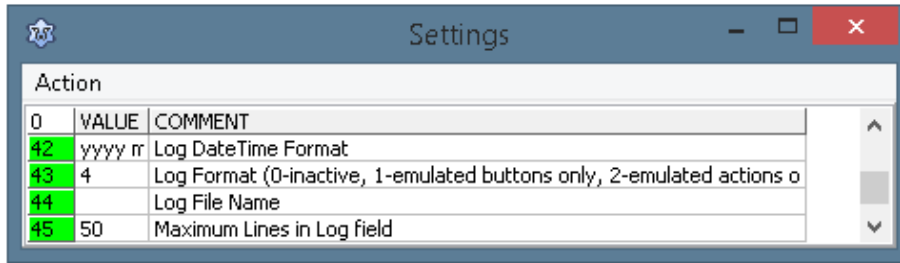 Settings
Action
0 VALUE COMMENT
42 yyyy Log DateTime Format
43 4 Log Format (0-inactive, 1-emulated buttons only, 2-emulated actions o
44 Log File Name
45 50 Maximum Lines in Log field